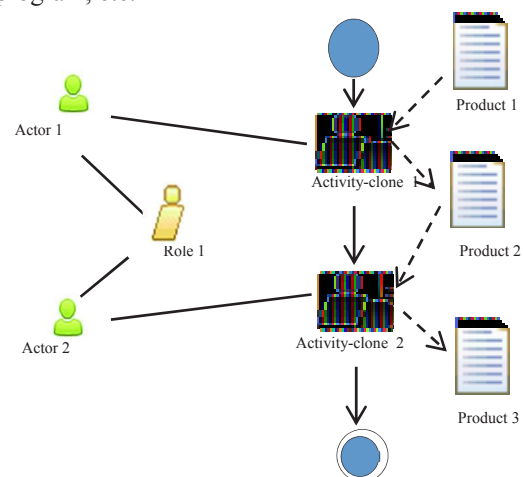 Product 1
Actor 1
Activity-clone 1
Role 1
Product 2
Actor 2
Activity-clone 2
Product 3